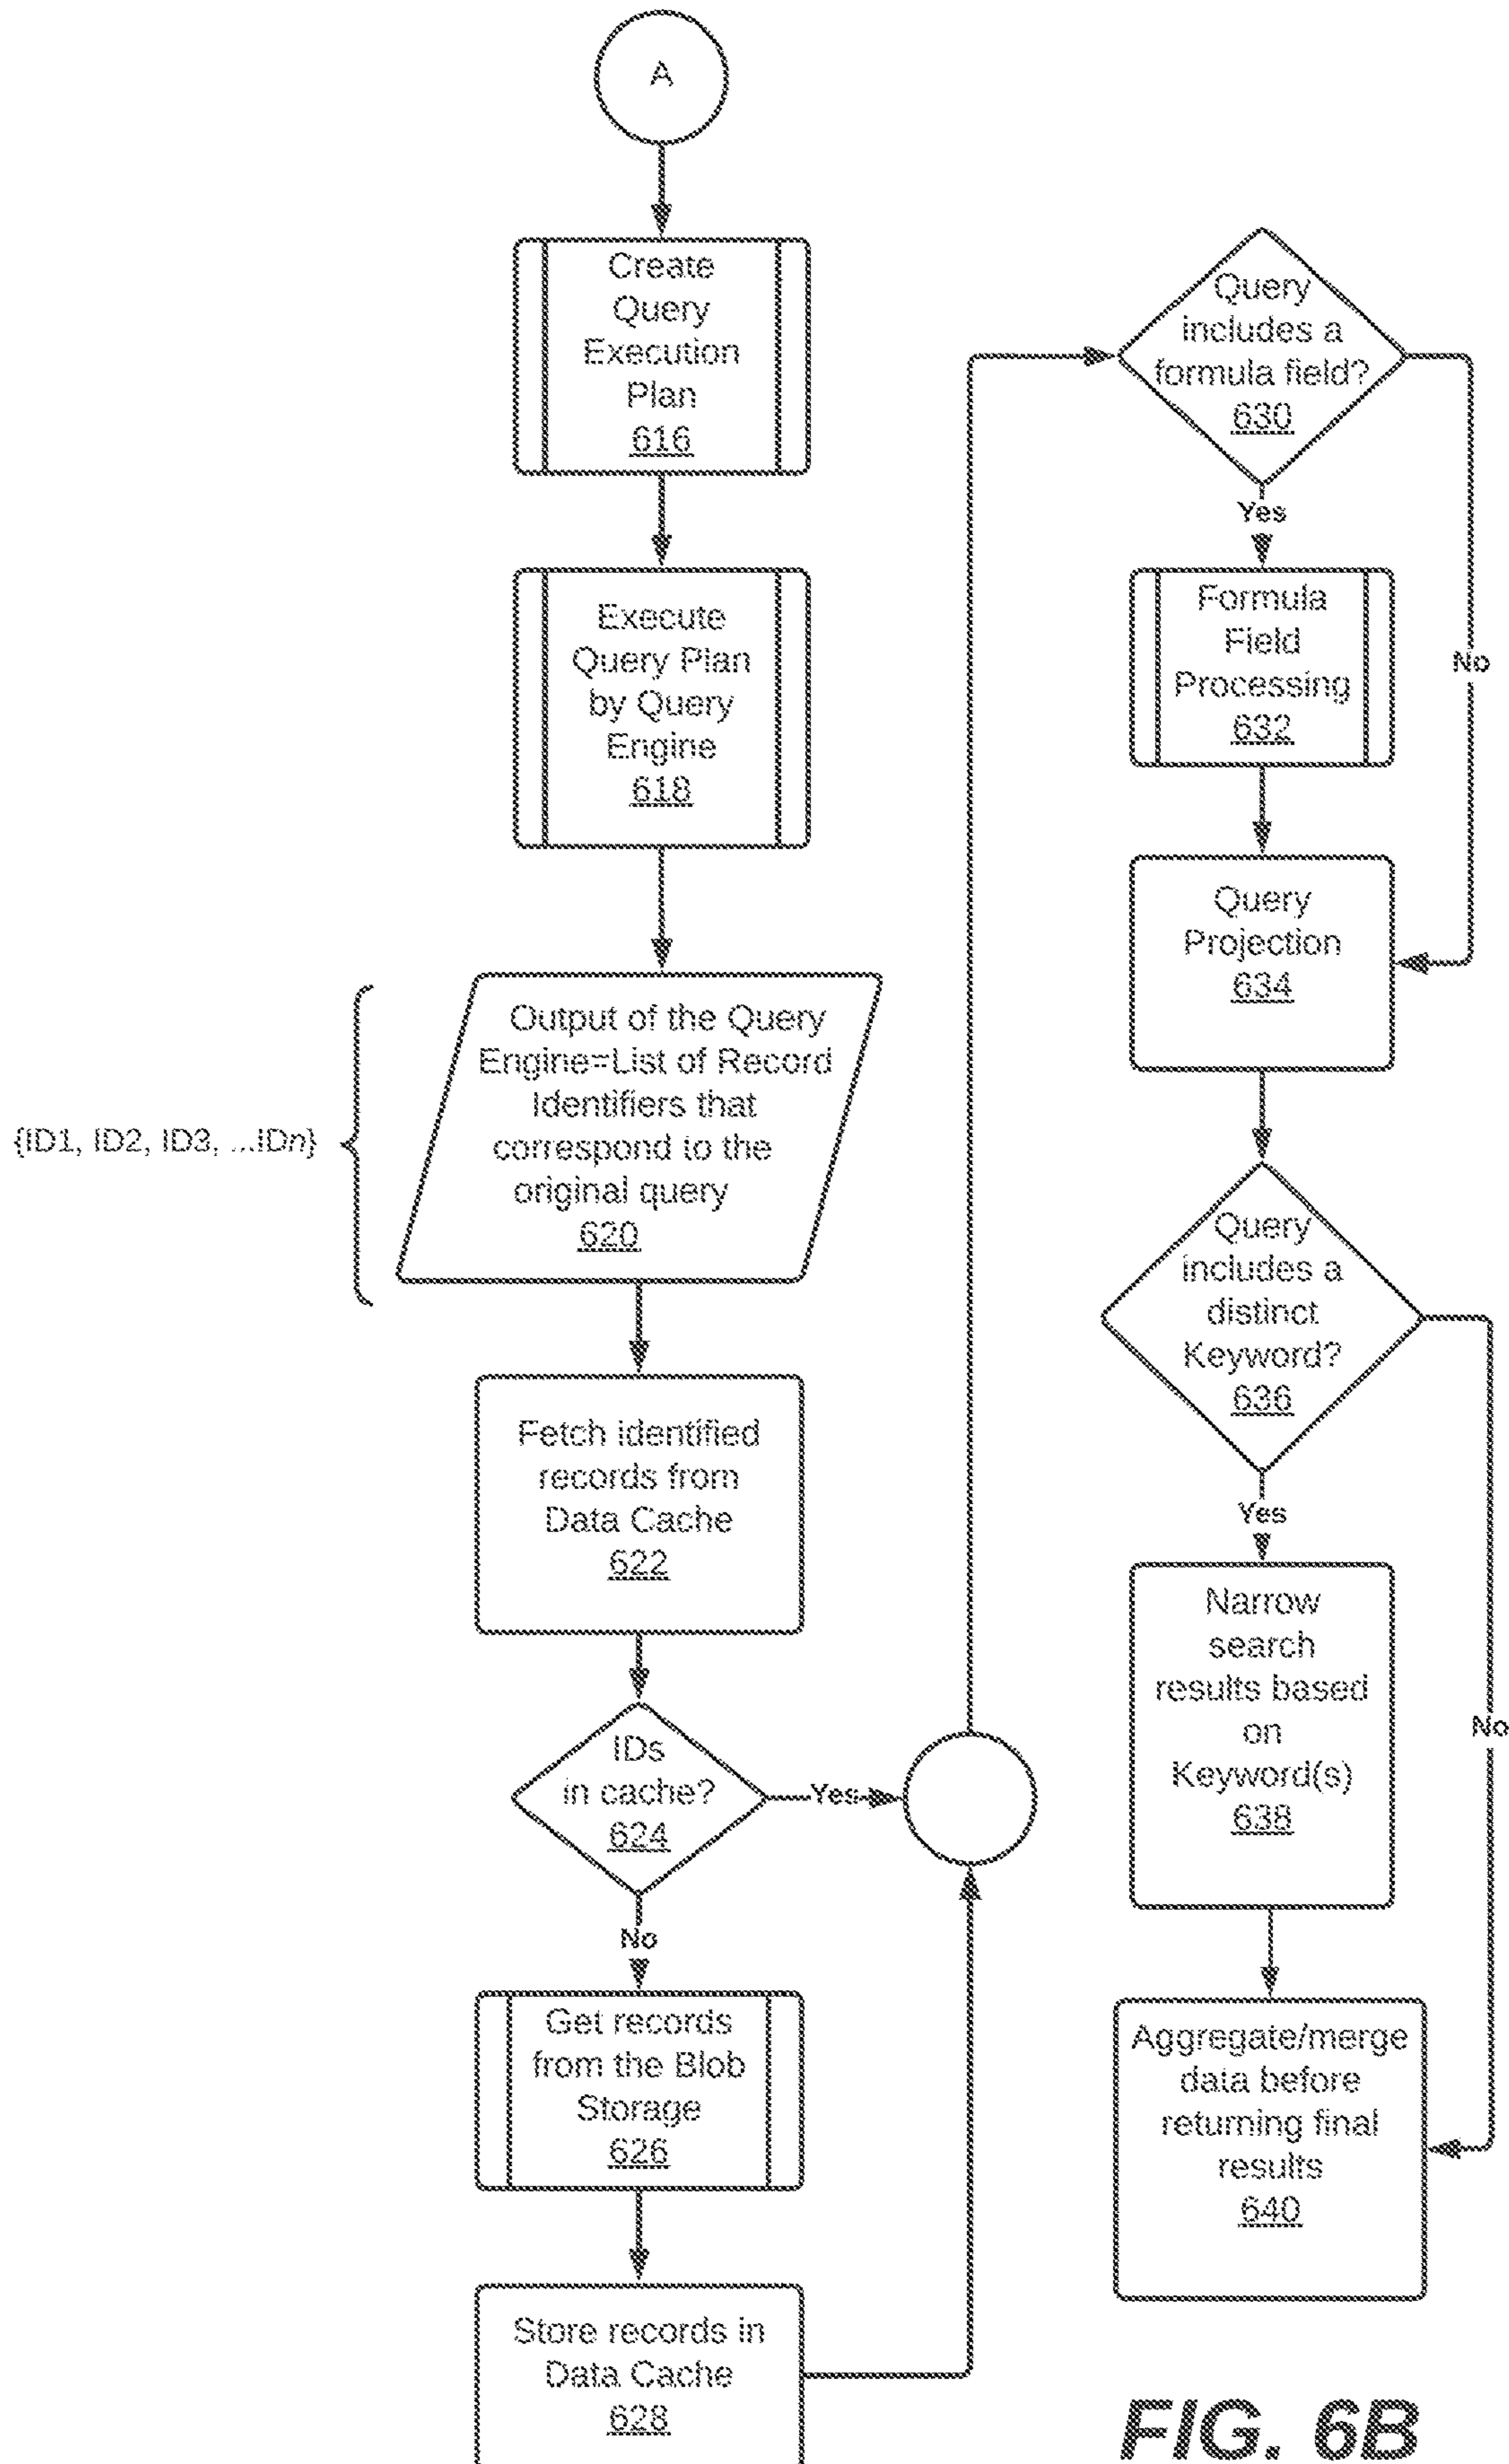 A
Create
Query
Execution
Plan
616
Execute
Query Plan
by Query
Engine
618
{ID1, ID2, ID3, ...IDn}
Output of the Query
Engine=List of Record
Identifiers that
correspond to the
original query
620
Fetch identified
records from
Data Cache
622
IDs
in cache?
624
Yes
No
Get records
from the Blob
Storage
626
Store records in
Data Cache
628
Query
includes a
formula field?
630
Yes
No
Formula
Field
Processing
632
Query
Projection
634
Query
includes a
distinct
Keyword?
636
Yes
No
Narrow
search
results based
on
Keyword(s)
638
Aggregate/merge
data before
returning final
results
640
FIG. 6B